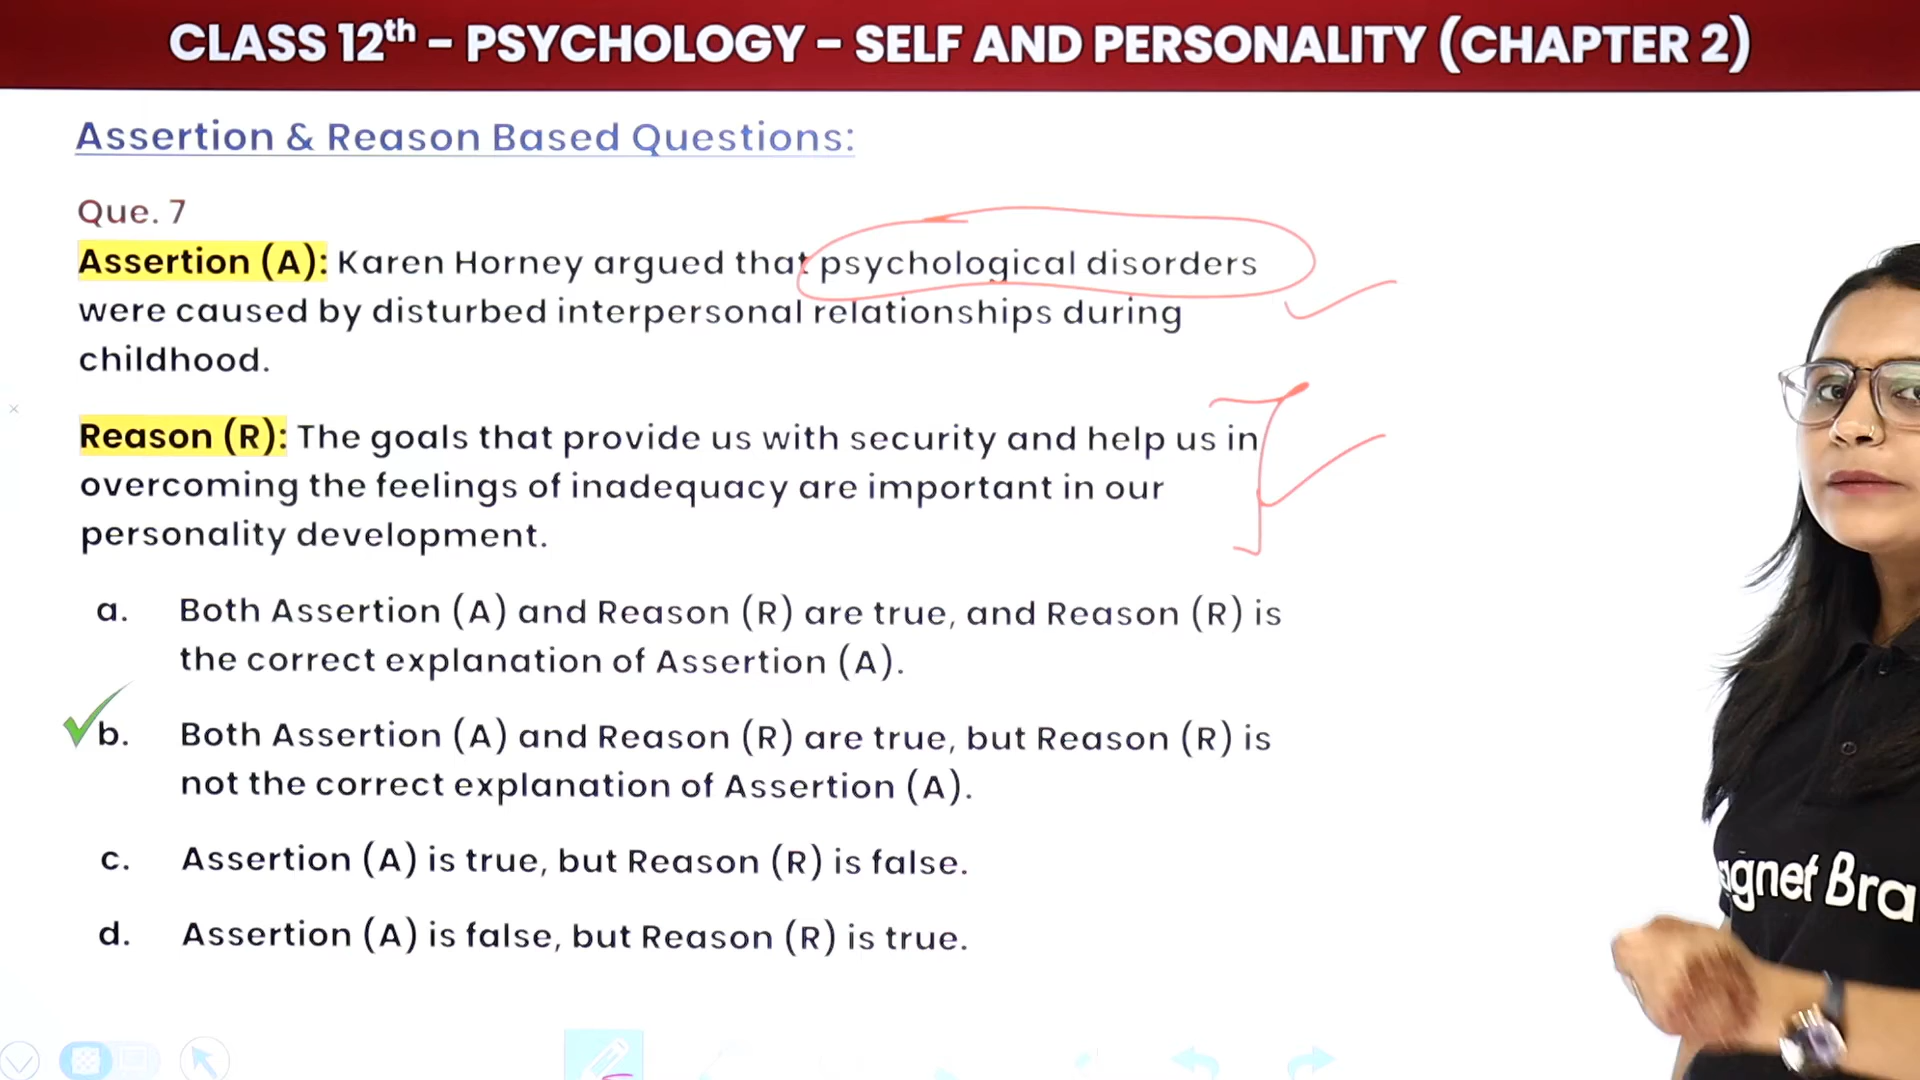 CLASS 12th – PSYCHOLOGY – SELF AND PERSONALITY (CHAPTER 2)
Assertion & Reason Based Questions:
Que. 7
Assertion (A): Karen Horney argued that psychological disorders
were caused by disturbed interpersonal relationships during
childhood.
Reason (R): The goals that provide us with security and help us in
overcoming the feelings of inadequacy are important in our
personality development.
a. Both Assertion (A) and Reason (R) are true, and Reason (R) is
the correct explanation of Assertion (A).
b. Both Assertion (A) and Reason (R) are true, but Reason (R) is
not the correct explanation of Assertion (A).
c. Assertion (A) is true, but Reason (R) is false.
d. Assertion (A) is false, but Reason (R) is true.
agnet Bra